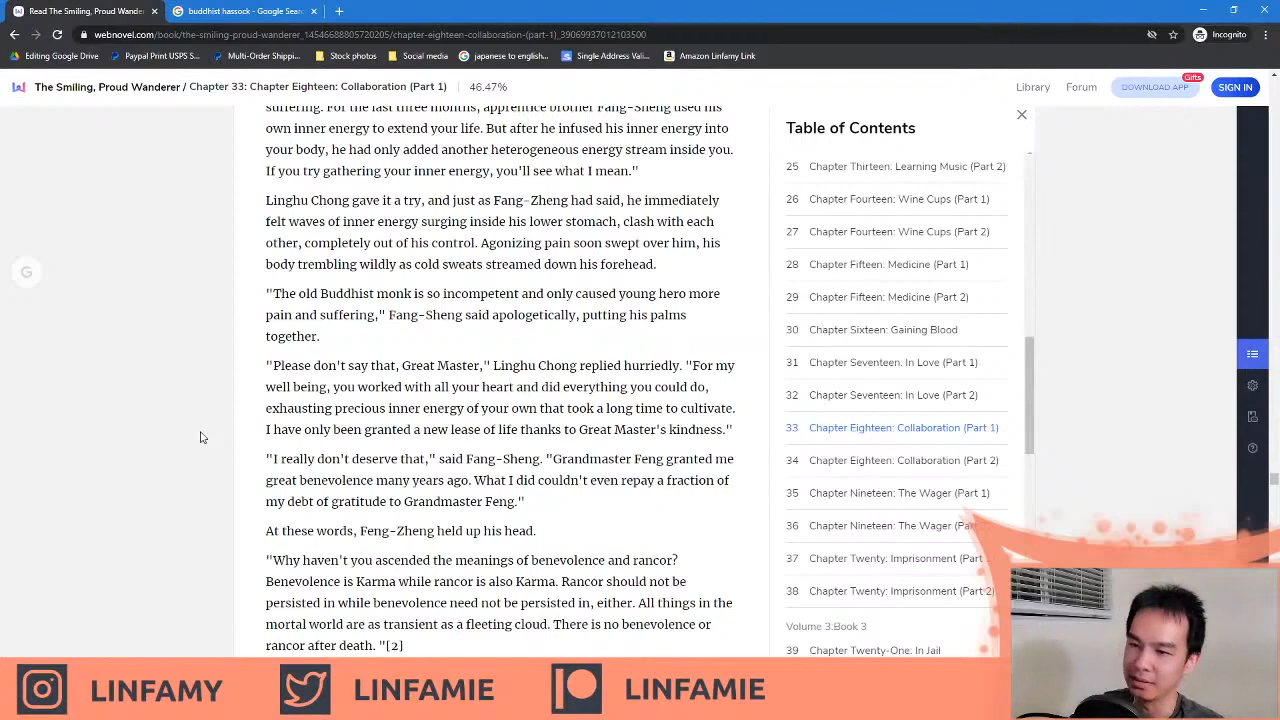 Read The Smiling, Proud Wander
buddhist hassock - Google Sear
webnovel.com/book/the-smiling-proud-wanderer_14546688805720205/chapter-eighteen-collaboration-(part-1)_39069937012103500
Incognito
Editing Google Drive
Paypal Print USPS S...
Multi-Order Shippi...
Stock photos
Social media
japanese to english...
Single Address Vali...
Amazon Linfamy Link
The Smiling, Proud Wanderer / Chapter 33: Chapter Eighteen: Collaboration (Part 1)
46.47%
Library
Forum
DOWNLOAD APP
Gifts
SIGN IN
suffering. For the last three months, apprentice brother Fang-Sheng used his
own inner energy to extend your life. But after he infused his inner energy into
your body, he had only added another heterogeneous energy stream inside you.
If you try gathering your inner energy, you'll see what I mean."
Linghu Chong gave it a try, and just as Fang-Zheng had said, he immediately
felt waves of inner energy surging inside his lower stomach, clash with each
other, completely out of his control. Agonizing pain soon swept over him, his
body trembling wildly as cold sweats streamed down his forehead.
"The old Buddhist monk is so incompetent and only caused young hero more
pain and suffering," Fang-Sheng said apologetically, putting his palms
together.
"Please don't say that, Great Master," Linghu Chong replied hurriedly. "For my
well being, you worked with all your heart and did everything you could do,
exhausting precious inner energy of your own that took a long time to cultivate.
I have only been granted a new lease of life thanks to Great Master's kindness."
"I really don't deserve that," said Fang-Sheng. "Grandmaster Feng granted me
great benevolence many years ago. What I did couldn't even repay a fraction of
my debt of gratitude to Grandmaster Feng."
At these words, Feng-Zheng held up his head.
"Why haven't you ascended the meanings of benevolence and rancor?
Benevolence is Karma while rancor is also Karma. Rancor should not be
persisted in while benevolence need not be persisted in, either. All things in the
mortal world are as transient as a fleeting cloud. There is no benevolence or
rancor after death. "[2]
Table of Contents
25 Chapter Thirteen: Learning Music (Part 2)
26 Chapter Fourteen: Wine Cups (Part 1)
27 Chapter Fourteen: Wine Cups (Part 2)
28 Chapter Fifteen: Medicine (Part 1)
29 Chapter Fifteen: Medicine (Part 2)
30 Chapter Sixteen: Gaining Blood
31 Chapter Seventeen: In Love (Part 1)
32 Chapter Seventeen: In Love (Part 2)
33 Chapter Eighteen: Collaboration (Part 1)
34 Chapter Eighteen: Collaboration (Part 2)
35 Chapter Nineteen: The Wager (Part 1)
36 Chapter Nineteen: The Wager (Pa
37 Chapter Twenty: Imprisonment (Part
38 Chapter Twenty: Imprisonment (Part 2)
Volume 3:Book 3
39 Chapter Twenty-One: In Jail
G
LINFAMY
LINFAMIE
LINFAMIE